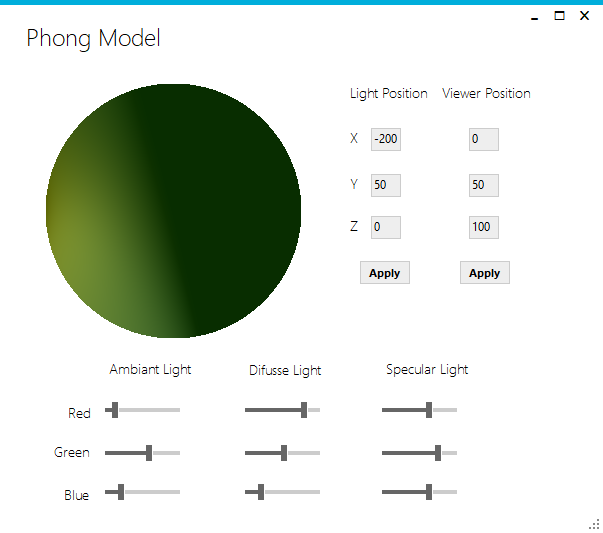 Phong Model
Light Position Viewer Position
X -200 0
Y 50 50
Z 0 100
Apply Apply
Ambiant Light Difusse Light Specular Light
Red
Green
Blue